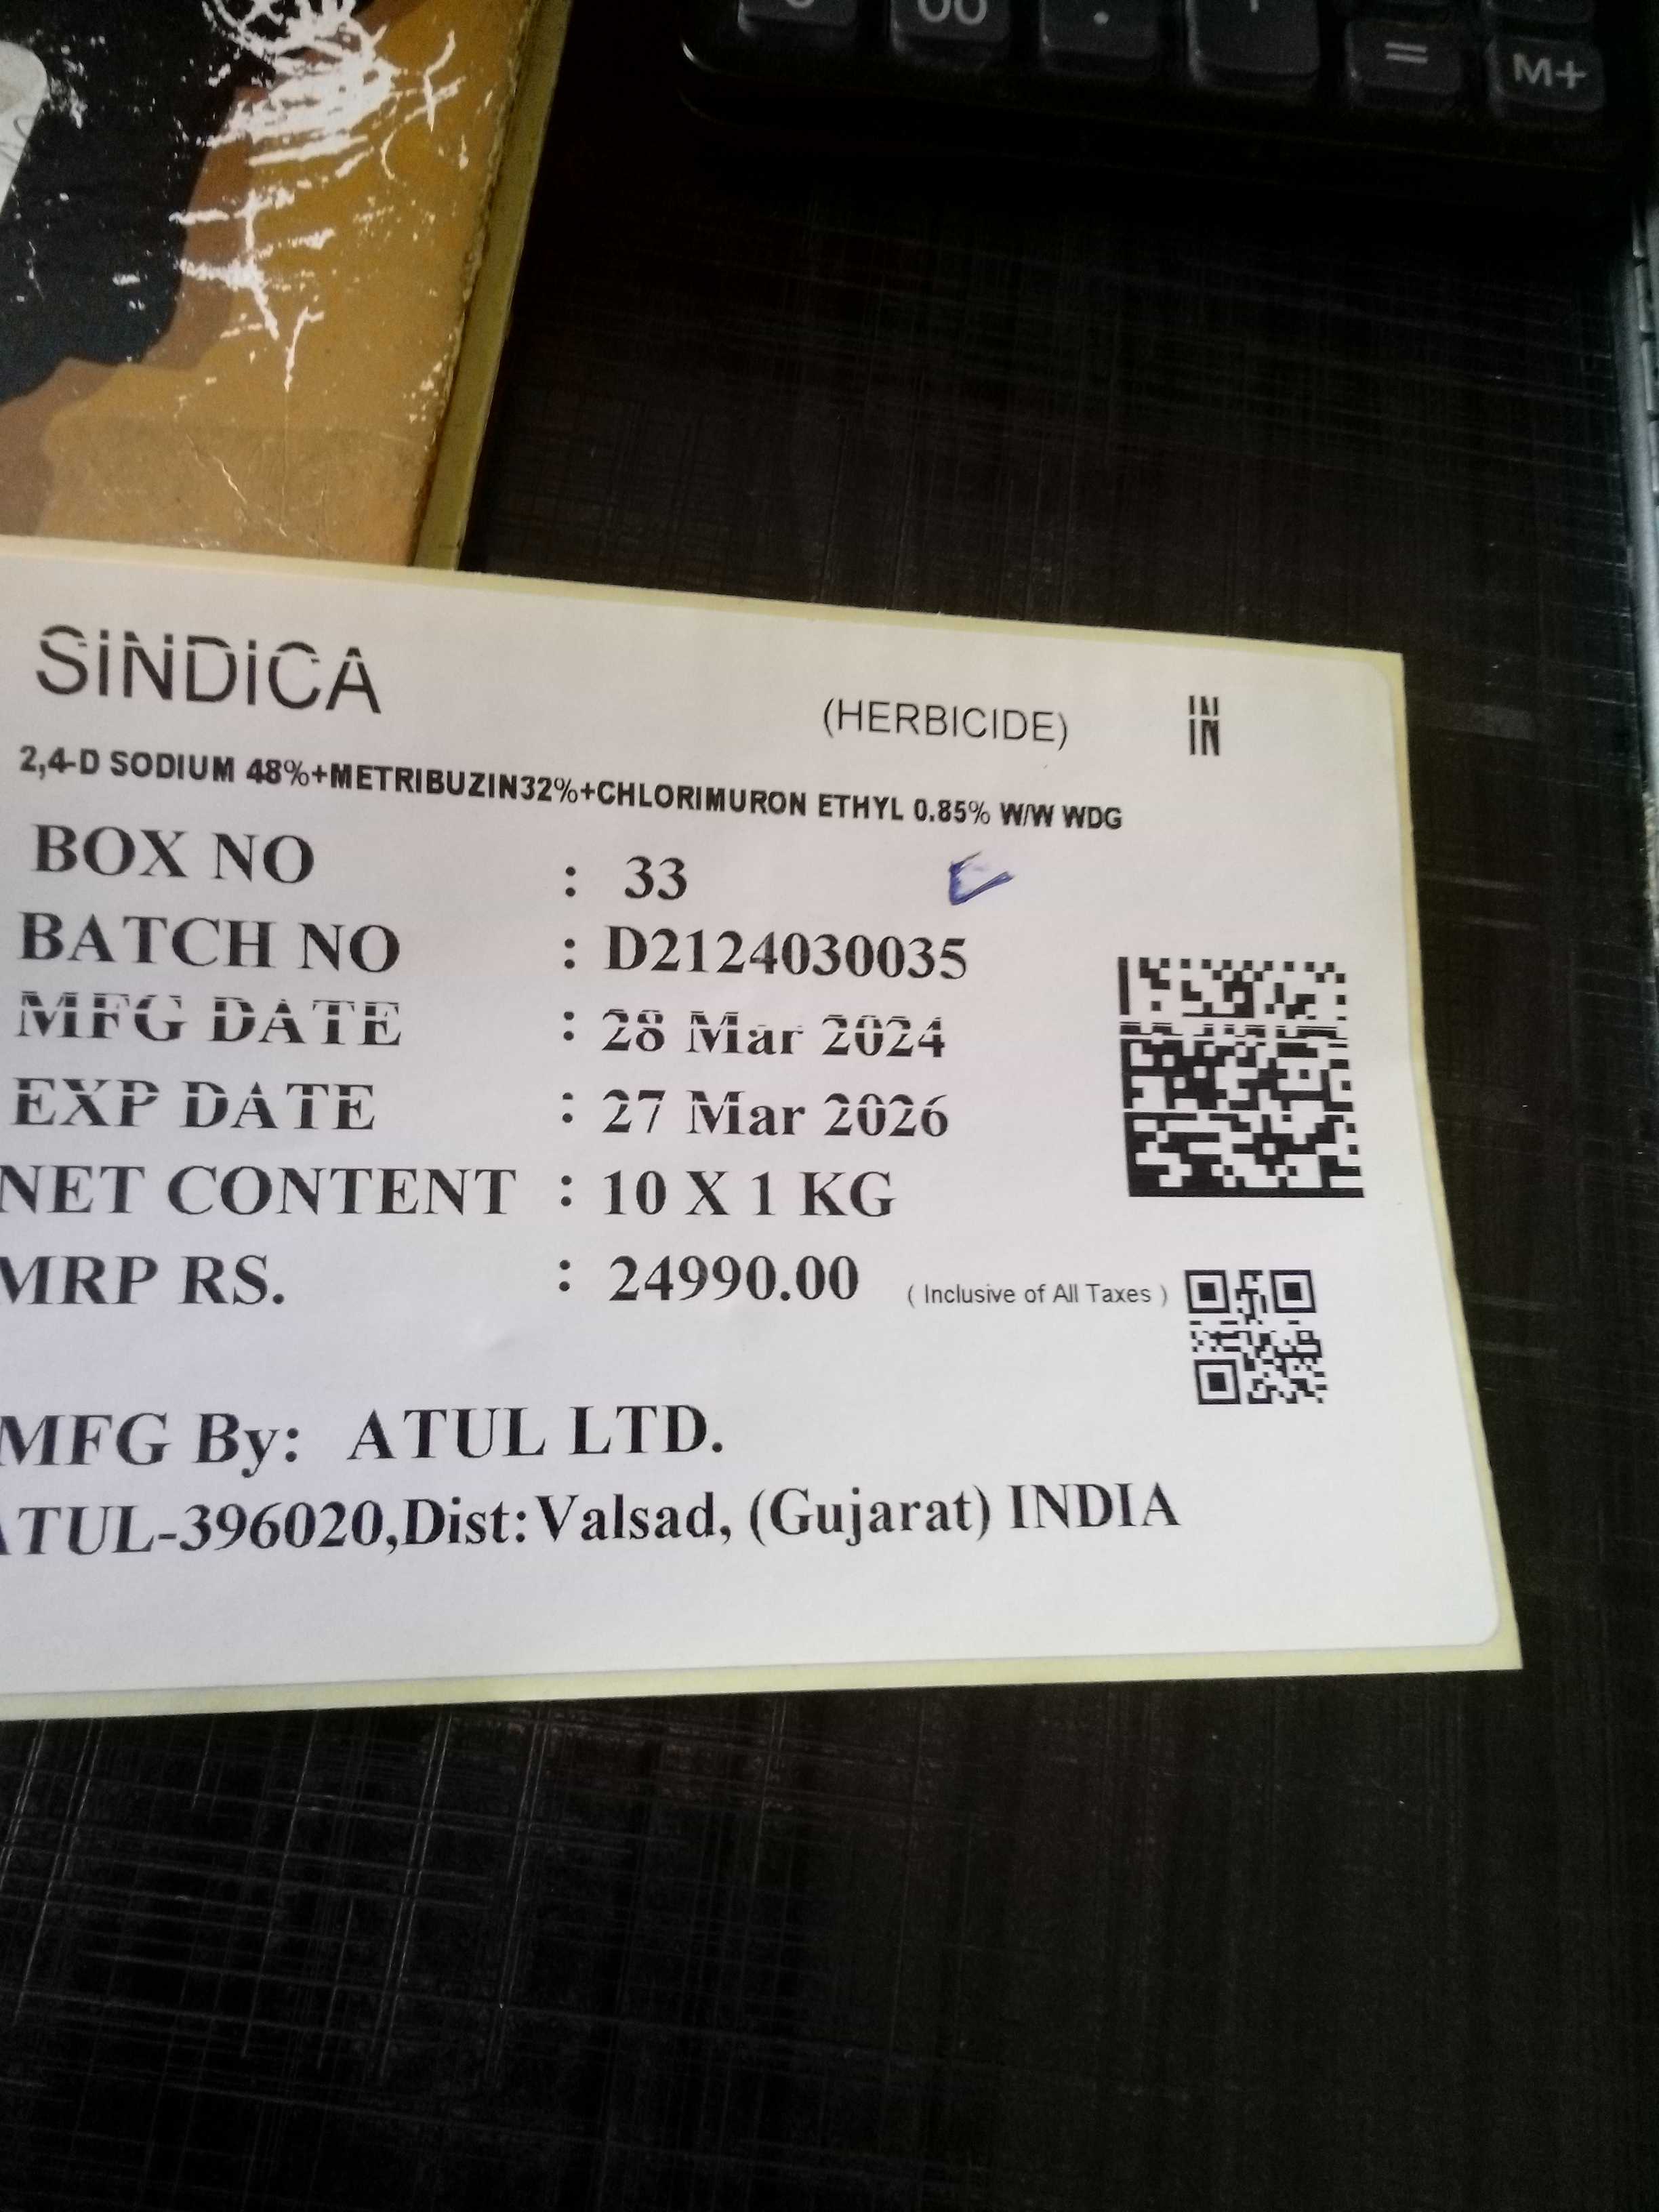 00 .
= M+
SiNDiCA
(HERBICIDE) IN
2,4-D SODIUM 48%+METRIBUZIN32%+CHLORIMURON ETHYL 0.85% W/W WDG
BOX NO : 33
BATCH NO : D2124030035
MFG DATE : 28 Mar 2024
EXP DATE : 27 Mar 2026
NET CONTENT : 10 X 1 KG
MRP RS. : 24990.00 ( Inclusive of All Taxes )
MFG By: ATUL LTD.
ATUL-396020,Dist:Valsad, (Gujarat) INDIA